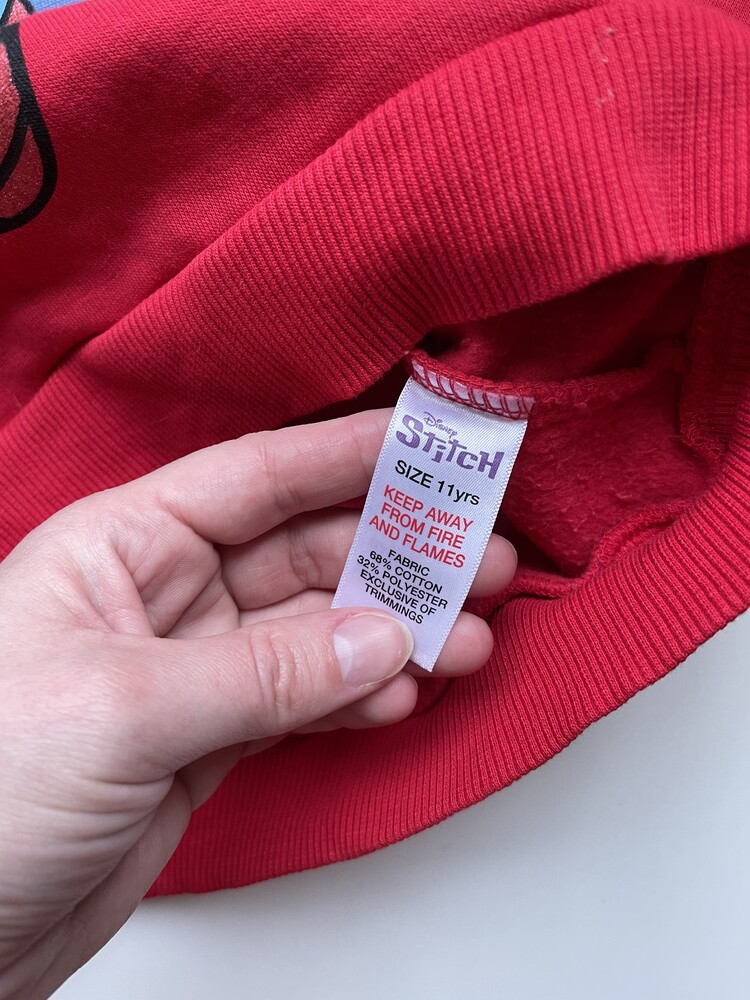 Disney
STITCH
SIZE 11yrs
KEEP AWAY
FROM FIRE
AND FLAMES
FABRIC
68% COTTON
32% POLYESTER
EXCLUSIVE OF
TRIMMINGS